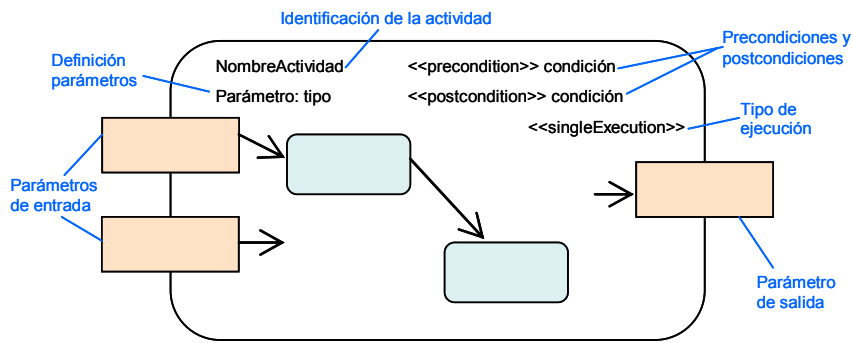 Identificación de la actividad
Precondiciones y
postcondiciones
Definición
parámetros
NombreActividad
<<precondition>> condición
Parámetro: tipo
<<postcondition>> condición
Tipo de
ejecución
<<singleExecution>>
Parámetros
de entrada
Parámetro
de salida